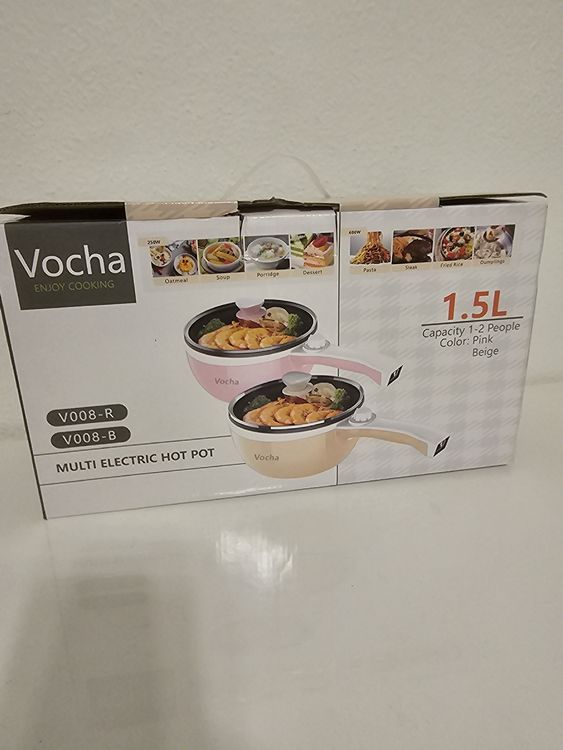 Vocha
ENJOY COOKING
250W
Oatmeal
Soup
Porridge
Dessert
600W
Pasta
Steak
Fried Rice
Dumplings
1.5L
Capacity 1-2 People
Color: Pink
Beige
Vocha
Vocha
V008-R
V008-B
MULTI ELECTRIC HOT POT